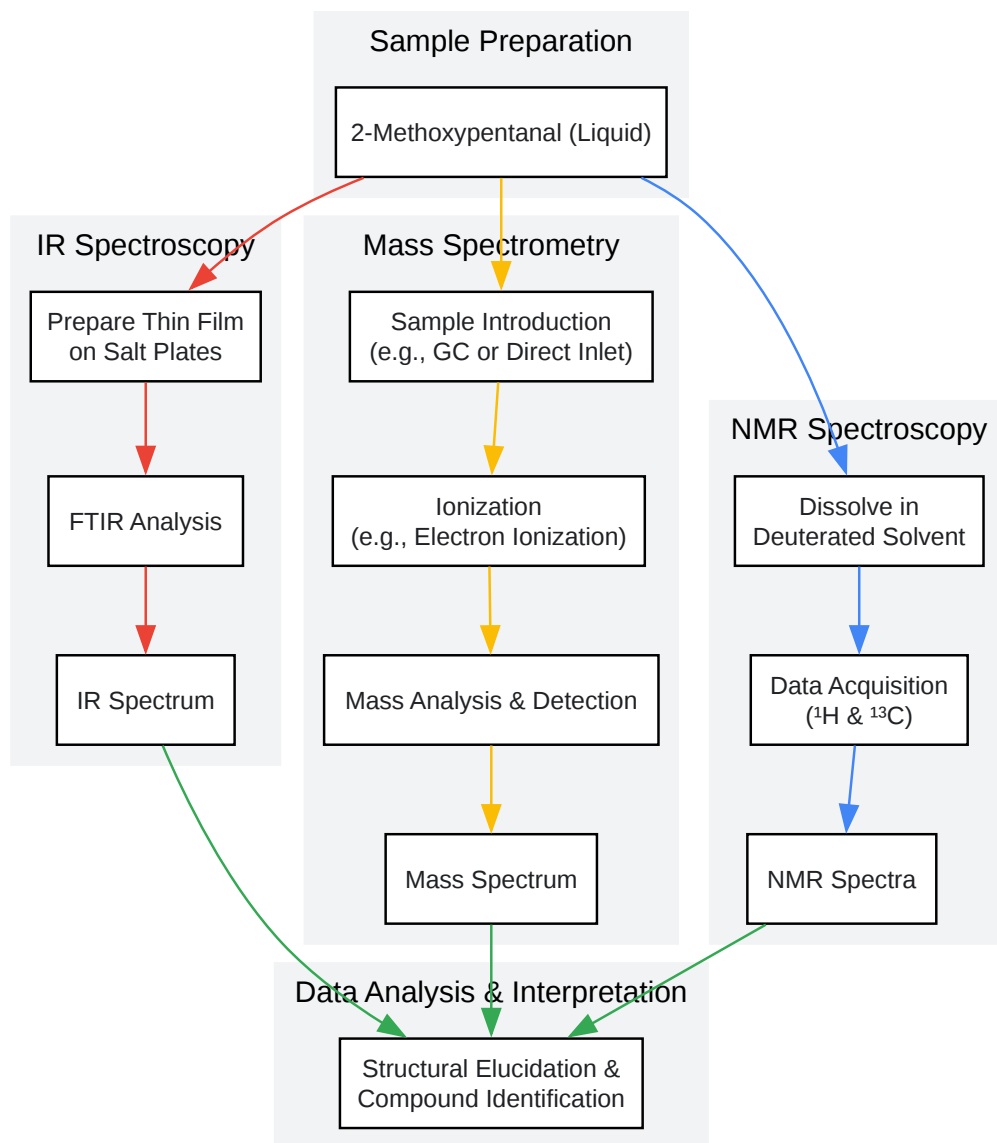 Sample Preparation
2-Methoxypentanal (Liquid)
IR Spectroscopy
Prepare Thin Film
on Salt Plates
FTIR Analysis
IR Spectrum
Mass Spectrometry
Sample Introduction
(e.g., GC or Direct Inlet)
Ionization
(e.g., Electron Ionization)
Mass Analysis & Detection
Mass Spectrum
NMR Spectroscopy
Dissolve in
Deuterated Solvent
Data Acquisition
(¹H & ¹³C)
NMR Spectra
Data Analysis & Interpretation
Structural Elucidation &
Compound Identification